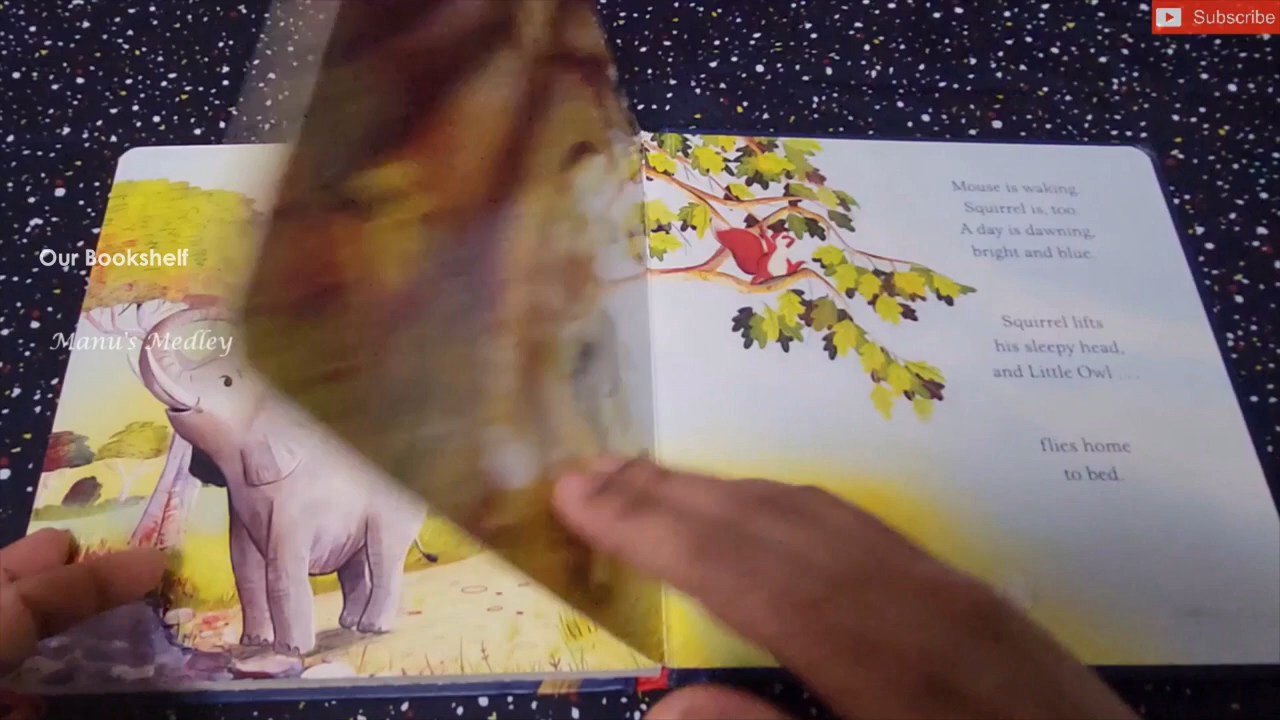 Subscribe
Our Bookshelf
Manu's Medley
Mouse is waking.
Squirrel is, too.
A day is dawning,
bright and blue.
Squirrel lifts
his sleepy head,
and Little Owl . . .
flies home
to bed.